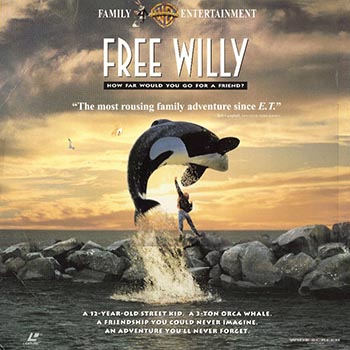 FAMILY ENTERTAINMENT
WB
FREE WILLY
HOW FAR WOULD YOU GO FOR A FRIEND?
"The most rousing family adventure since E.T."
A 12-YEAR-OLD STREET KID. A 3-TON ORCA WHALE.
A FRIENDSHIP YOU COULD NEVER IMAGINE.
AN ADVENTURE YOU'LL NEVER FORGET.